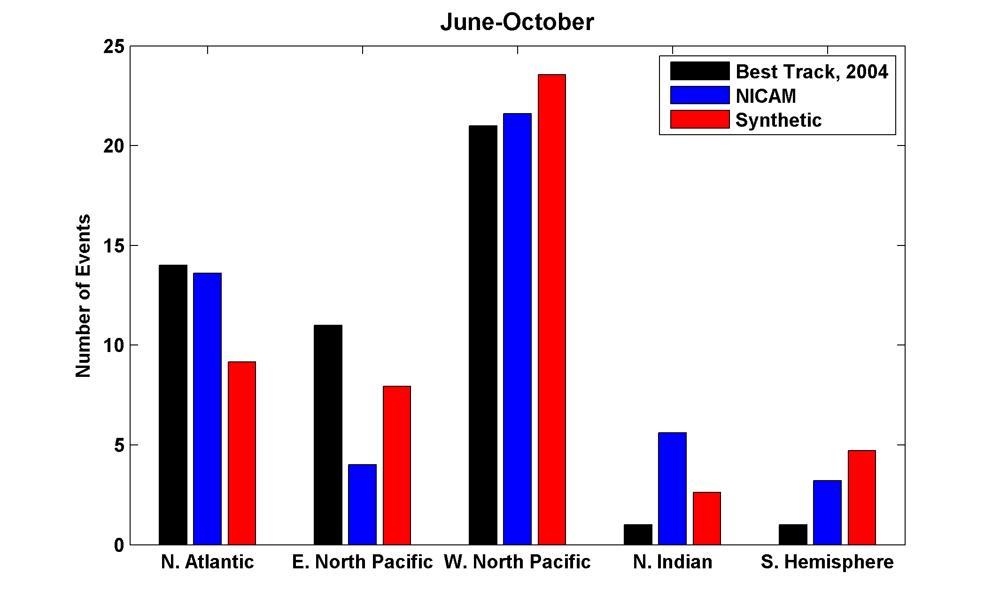 June-October
25
20
15
10
5
0
Number of Events
Best Track, 2004
NICAM
Synthetic
N. Atlantic
E. North Pacific
W. North Pacific
N. Indian
S. Hemisphere